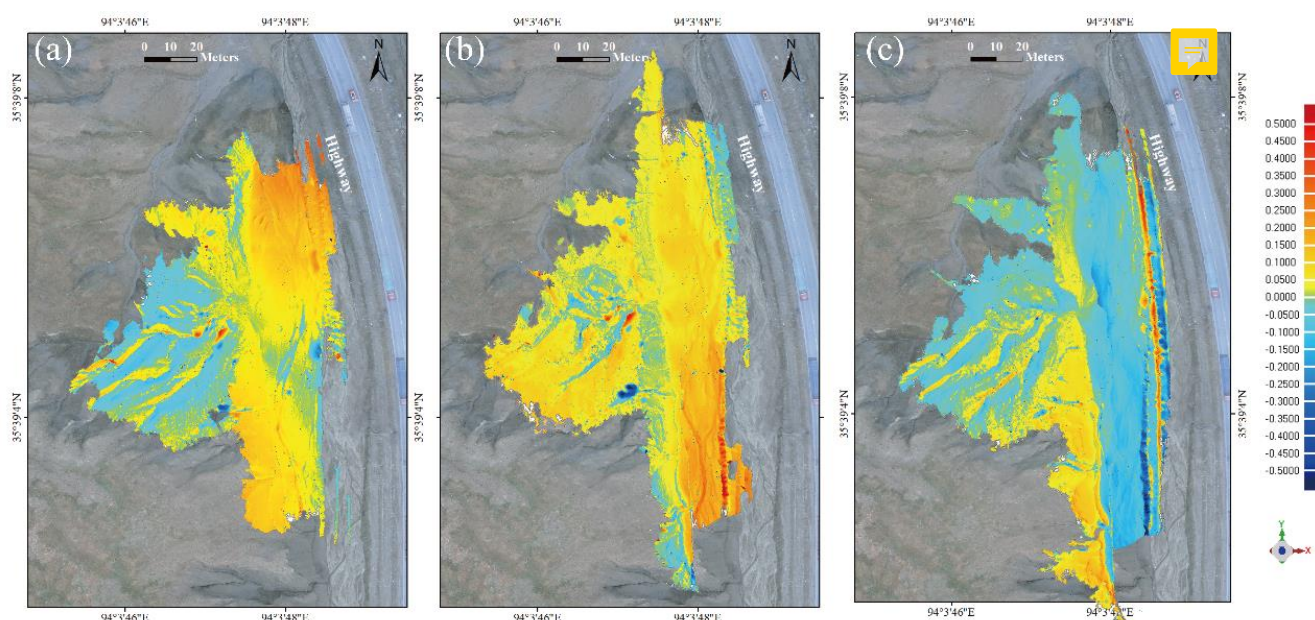 94°3'46"E 94°3'48"E 94°3'46"E 94°3'48"E 94°3'46"E 94°3'48"E
(a) 0 10 20 Meters N
(b) 0 10 20 Meters N
(c) 0 10 20 Meters N
35°39'8"N 35°39'8"N 35°39'8"N
Highway Highway Highway
35°39'4"N 35°39'4"N 35°39'4"N
94°3'46"E 94°3'48"E 94°3'46"E 94°3'48"E 94°3'46"E
0.5000
0.4500
0.4000
0.3500
0.3000
0.2500
0.2000
0.1500
0.1000
0.0500
0.0000
-0.0500
-0.1000
-0.1500
-0.2000
-0.2500
-0.3000
-0.3500
-0.4000
-0.4500
-0.5000
Y
X